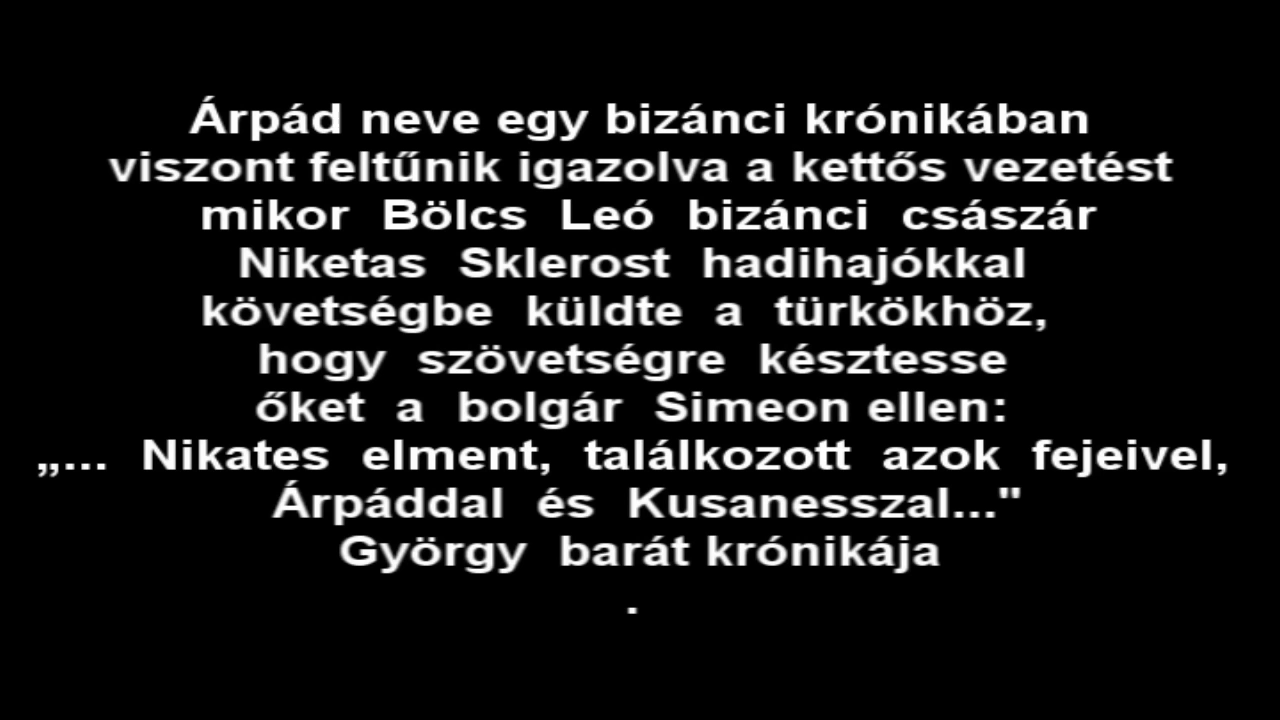 Árpád neve egy bizánci krónikában
viszont feltűnik igazolva a kettős vezetést
mikor Bölcs Leó bizánci császár
Niketas Sklerost hadihajókkal
követségbe küldte a türkökhöz,
hogy szövetségre késztesse
őket a bolgár Simeon ellen:
„... Nikates elment, találkozott azok fejeivel,
Árpáddal és Kusanesszal..."
György barát krónikája
.